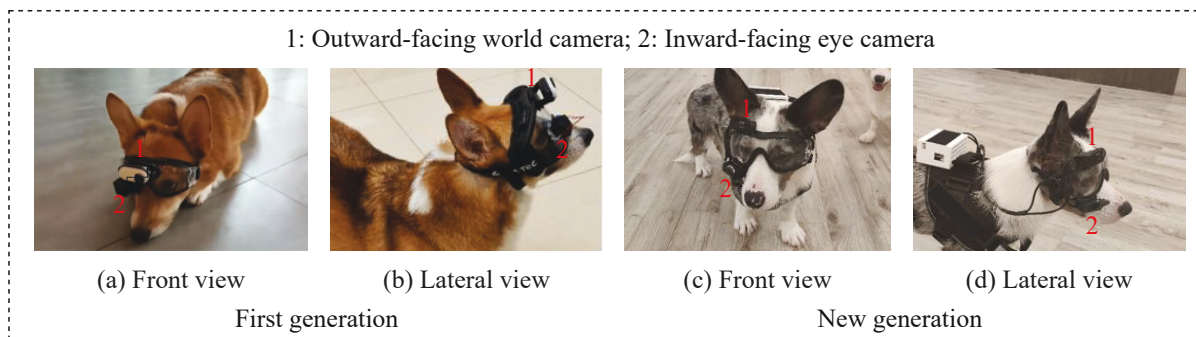 1: Outward-facing world camera; 2: Inward-facing eye camera
1
2
1
2
1
2
1
2
(a) Front view
(b) Lateral view
(c) Front view
(d) Lateral view
First generation
New generation